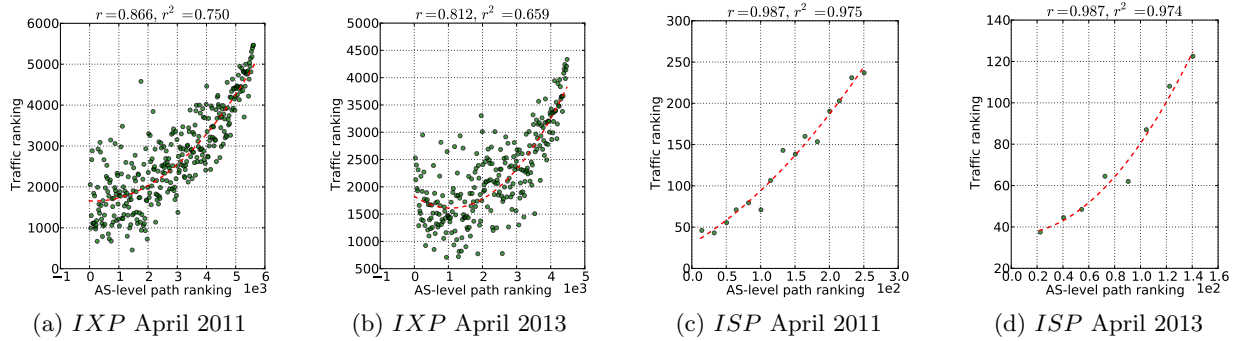 r=0.866, r² =0.750
6000
5000
4000
3000
2000
1000
0
Traffic ranking
−1 0 1 2 3 4 5 6
AS-level path ranking 1e3
(a) IXP April 2011
r=0.812, r² =0.659
5000
4500
4000
3500
3000
2500
2000
1500
1000
500
Traffic ranking
−1 0 1 2 3 4 5
AS-level path ranking 1e3
(b) IXP April 2013
r=0.987, r² =0.975
300
250
200
150
100
50
0
Traffic ranking
0.0 0.5 1.0 1.5 2.0 2.5 3.0
AS-level path ranking 1e2
(c) ISP April 2011
r=0.987, r² =0.974
140
120
100
80
60
40
20
Traffic ranking
0.0 0.2 0.4 0.6 0.8 1.0 1.2 1.4 1.6
AS-level path ranking 1e2
(d) ISP April 2013